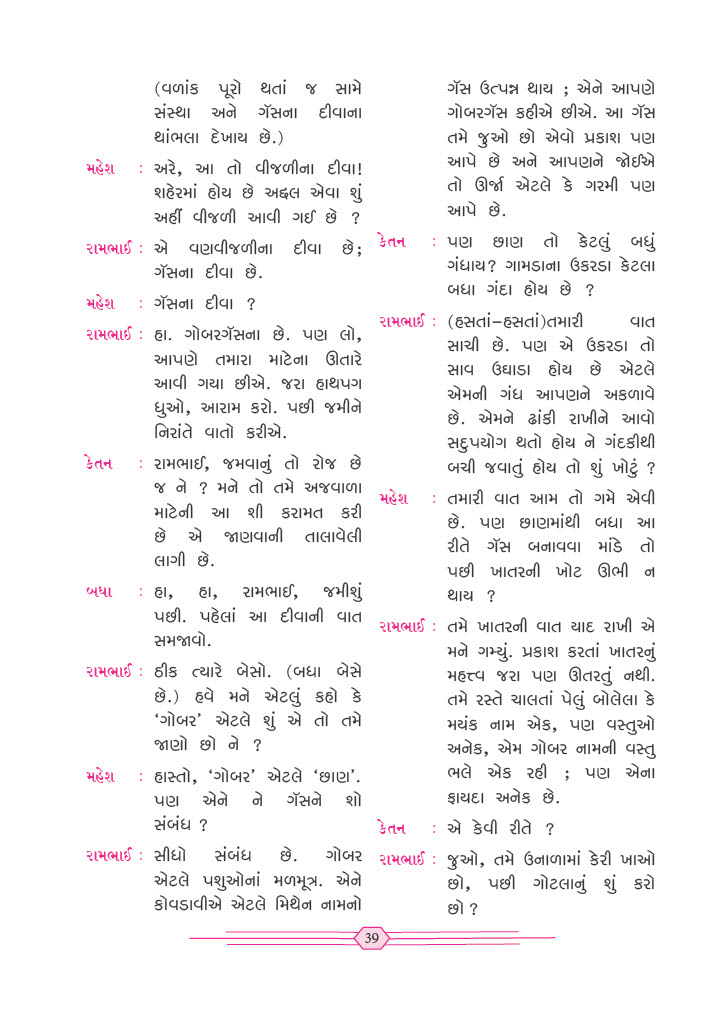 (વળાંક પૂરો થતાં જ સામે
સંસ્થા અને ગૅસના દીવાના
થાંભલા દેખાય છે.)
મહેશ : અરે, આ તો વીજળીના દીવા!
શહેરમાં હોય છે અદ્દલ એવા શું
અહીં વીજળી આવી ગઈ છે ?
રામભાઈ : એ વણવીજળીના દીવા છે;
ગૅસના દીવા છે.
મહેશ : ગૅસના દીવા ?
રામભાઈ : હા. ગોબરગૅસના છે. પણ લો,
આપણે તમારા માટેના ઊતારે
આવી ગયા છીએ. જરા હાથપગ
ધુઓ, આરામ કરો. પછી જમીને
નિરાંતે વાતો કરીએ.
કેતન : રામભાઈ, જમવાનું તો રોજ છે
જ ને ? મને તો તમે અજવાળા
માટેની આ શી કરામત કરી
છે એ જાણવાની તાલાવેલી
લાગી છે.
બધા : હા, હા, રામભાઈ, જમીશું
પછી. પહેલાં આ દીવાની વાત
સમજાવો.
રામભાઈ : ઠીક ત્યારે બેસો. (બધા બેસે
છે.) હવે મને એટલું કહો કે
‘ગોબર’ એટલે શું એ તો તમે
જાણો છો ને ?
મહેશ : હાસ્તો, ‘ગોબર’ એટલે ‘છાણ’.
પણ એને ને ગૅસને શો
સંબંધ ?
રામભાઈ : સીધો સંબંધ છે. ગોબર
એટલે પશુઓનાં મળમૂત્ર. એને
કોવડાવીએ એટલે મિથેન નામનો
ગૅસ ઉત્પન્ન થાય ; એને આપણે
ગોબરગૅસ કહીએ છીએ. આ ગૅસ
તમે જુઓ છો એવો પ્રકાશ પણ
આપે છે અને આપણને જોઈએ
તો ઊર્જા એટલે કે ગરમી પણ
આપે છે.
કેતન : પણ છાણ તો કેટલું બધું
ગંધાય? ગામડાના ઉકરડા કેટલા
બધા ગંદા હોય છે ?
રામભાઈ : (હસતાં–હસતાં)તમારી વાત
સાચી છે. પણ એ ઉકરડા તો
સાવ ઉઘાડા હોય છે એટલે
એમની ગંધ આપણને અકળાવે
છે. એમને ઢાંકી રાખીને આવો
સદુપયોગ થતો હોય ને ગંદકીથી
બચી જવાતું હોય તો શું ખોટું ?
મહેશ : તમારી વાત આમ તો ગમે એવી
છે. પણ છાણમાંથી બધા આ
રીતે ગૅસ બનાવવા માંડે તો
પછી ખાતરની ખોટ ઊભી ન
થાય ?
રામભાઈ : તમે ખાતરની વાત યાદ રાખી એ
મને ગમ્યું. પ્રકાશ કરતાં ખાતરનું
મહત્ત્વ જરા પણ ઊતરતું નથી.
તમે રસ્તે ચાલતાં પેલું બોલેલા કે
મયંક નામ એક, પણ વસ્તુઓ
અનેક, એમ ગોબર નામની વસ્તુ
ભલે એક રહી ; પણ એના
ફાયદા અનેક છે.
કેતન : એ કેવી રીતે ?
રામભાઈ : જુઓ, તમે ઉનાળામાં કેરી ખાઓ
છો, પછી ગોટલાનું શું કરો
છો ?
39